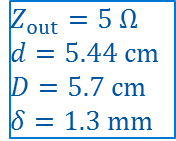 Z_out = 5 Ω
d = 5.44 cm
D = 5.7 cm
δ = 1.3 mm